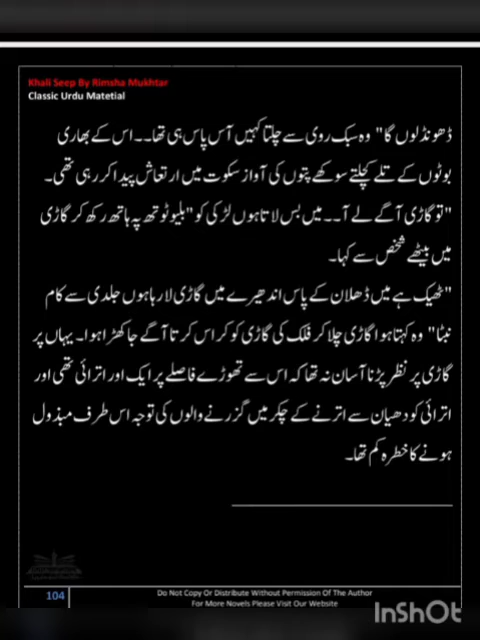 Khali Seep By Rimsha Mukhtar
Classic Urdu Matetial
ڈھونڈلوں گا" وہ سبک روی سے چلتا کہیں آس پاس ہی تھا۔۔ اس کے بھاری
بوٹوں کے تلے کچلتے سوکھے پتوں کی آواز سکوت میں ارتعاش پیدا کر رہی تھی۔
"تو گاڑی آگے لے آ۔۔ میں بس لاتا ہوں لڑکی کو" بلیو ٹوتھ پہ ہاتھ رکھ کر گاڑی
میں بیٹھے شخص سے کہا۔
"ٹھیک ہے میں ڈھلان کے پاس اندھیرے میں گاڑی لا رہا ہوں جلدی سے کام
نبٹا" وہ کہتا ہوا گاڑی چلا کر فلک کی گاڑی کو کراس کرتا آگے جا کھڑا ہوا۔ یہاں پر
گاڑی پر نظر پڑنا آسان نہ تھا کہ اس سے تھوڑے فاصلے پر ایک اور اترائی تھی اور
اترائی کو دھیان سے اترنے کے چکر میں گزرنے والوں کی توجہ اس طرف مبذول
ہونے کا خطرہ کم تھا۔
104
Do Not Copy Or Distribute Without Permission Of The Author
For More Novels Please Visit Our Website
InShOt